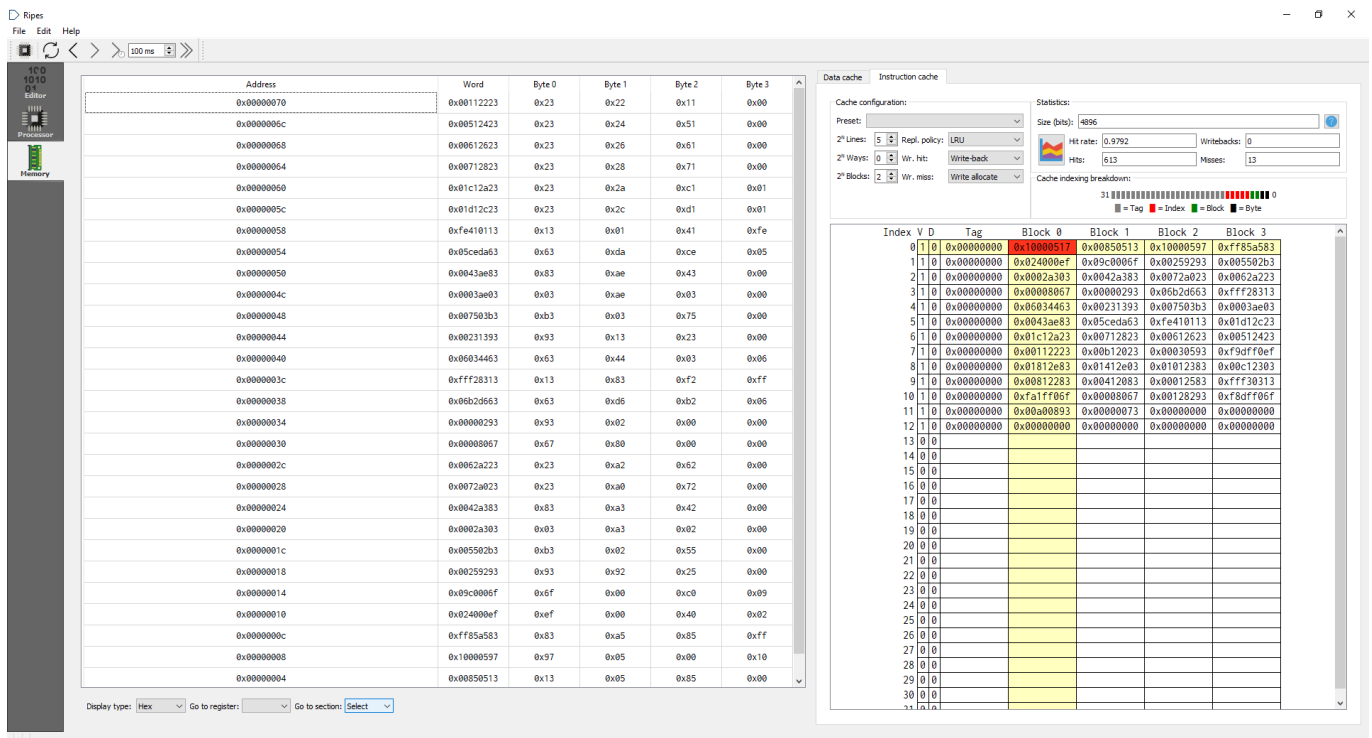 Ripes
File Edit Help
100 ms
Editor
Processor
Memory
Address Word Byte 0 Byte 1 Byte 2 Byte 3
0x00000070 0x00112223 0x23 0x22 0x11 0x00
0x0000006c 0x00512423 0x23 0x24 0x51 0x00
0x00000068 0x00612623 0x23 0x26 0x61 0x00
0x00000064 0x00712823 0x23 0x28 0x71 0x00
0x00000060 0x01c12a23 0x23 0x2a 0xc1 0x01
0x0000005c 0x01d12c23 0x23 0x2c 0xd1 0x01
0x00000058 0xfe410113 0x13 0x01 0x41 0xfe
0x00000054 0x05ceda63 0x63 0xda 0xce 0x05
0x00000050 0x0043ae83 0x83 0xae 0x43 0x00
0x0000004c 0x0003ae03 0x03 0xae 0x03 0x00
0x00000048 0x007503b3 0xb3 0x03 0x75 0x00
0x00000044 0x00231393 0x93 0x13 0x23 0x00
0x00000040 0x06034463 0x63 0x44 0x03 0x06
0x0000003c 0xfff28313 0x13 0x83 0xf2 0xff
0x00000038 0x06b2d663 0x63 0xd6 0xb2 0x06
0x00000034 0x00000293 0x93 0x02 0x00 0x00
0x00000030 0x00008067 0x67 0x80 0x00 0x00
0x0000002c 0x0062a223 0x23 0xa2 0x62 0x00
0x00000028 0x0072a023 0x23 0xa0 0x72 0x00
0x00000024 0x0042a383 0x83 0xa3 0x42 0x00
0x00000020 0x0002a303 0x03 0xa3 0x02 0x00
0x0000001c 0x005502b3 0xb3 0x02 0x55 0x00
0x00000018 0x00259293 0x93 0x92 0x25 0x00
0x00000014 0x09c0006f 0x6f 0x00 0xc0 0x09
0x00000010 0x024000ef 0xef 0x00 0x40 0x02
0x0000000c 0xff85a583 0x83 0xa5 0x85 0xff
0x00000008 0x10000597 0x97 0x05 0x00 0x10
0x00000004 0x00850513 0x13 0x05 0x85 0x00
Display type: Hex Go to register: Go to section: Select
Data cache Instruction cache
Cache configuration:
Preset:
2ᴺ Lines: 5 Repl. policy: LRU
2ᴺ Ways: 0 Wr. hit: Write-back
2ᴺ Blocks: 2 Wr. miss: Write allocate
Statistics:
Size (bits): 4896
Hit rate: 0.9792 Writebacks: 0
Hits: 613 Misses: 13
Cache indexing breakdown:
31 0
= Tag = Index = Block = Byte
Index V D Tag Block 0 Block 1 Block 2 Block 3
0 1 0 0x00000000 0x10000517 0x00850513 0x10000597 0xff85a583
1 1 0 0x00000000 0x024000ef 0x09c0006f 0x00259293 0x005502b3
2 1 0 0x00000000 0x0002a303 0x0042a383 0x0072a023 0x0062a223
3 1 0 0x00000000 0x00008067 0x00000293 0x06b2d663 0xfff28313
4 1 0 0x00000000 0x06034463 0x00231393 0x007503b3 0x0003ae03
5 1 0 0x00000000 0x0043ae83 0x05ceda63 0xfe410113 0x01d12c23
6 1 0 0x00000000 0x01c12a23 0x00712823 0x00612623 0x00512423
7 1 0 0x00000000 0x00112223 0x00b12023 0x00030593 0xf9dff0ef
8 1 0 0x00000000 0x01812e83 0x01412e03 0x01012383 0x00c12303
9 1 0 0x00000000 0x00812283 0x00412083 0x00012583 0xfff30313
10 1 0 0x00000000 0xfa1ff06f 0x00008067 0x00128293 0xf8dff06f
11 1 0 0x00000000 0x00a00893 0x00000073 0x00000000 0x00000000
12 1 0 0x00000000 0x00000000 0x00000000 0x00000000 0x00000000
13 0 0
14 0 0
15 0 0
16 0 0
17 0 0
18 0 0
19 0 0
20 0 0
21 0 0
22 0 0
23 0 0
24 0 0
25 0 0
26 0 0
27 0 0
28 0 0
29 0 0
30 0 0